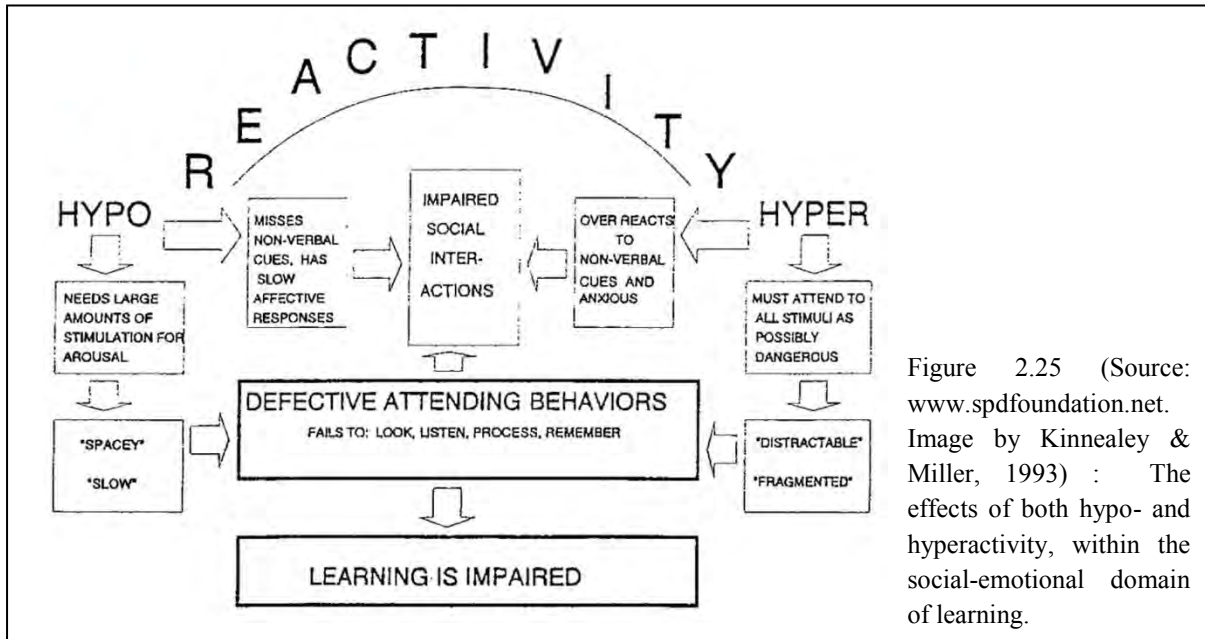 REACTIVITY
HYPO
HYPER
MISSES
NON-VERBAL
CUES, HAS
SLOW
AFFECTIVE
RESPONSES
IMPAIRED
SOCIAL
INTER-
ACTIONS
OVER REACTS
TO
NON-VERBAL
CUES AND
ANXIOUS
NEEDS LARGE
AMOUNTS OF
STIMULATION FOR
AROUSAL
MUST ATTEND TO
ALL STIMULI AS
POSSIBLY
DANGEROUS
DEFECTIVE ATTENDING BEHAVIORS
FAILS TO: LOOK, LISTEN, PROCESS, REMEMBER
"SPACEY"
"SLOW"
"DISTRACTABLE"
"FRAGMENTED"
LEARNING IS IMPAIRED
Figure 2.25 (Source:
www.spdfoundation.net.
Image by Kinnealey &
Miller, 1993) : The
effects of both hypo- and
hyperactivity, within the
social-emotional domain
of learning.